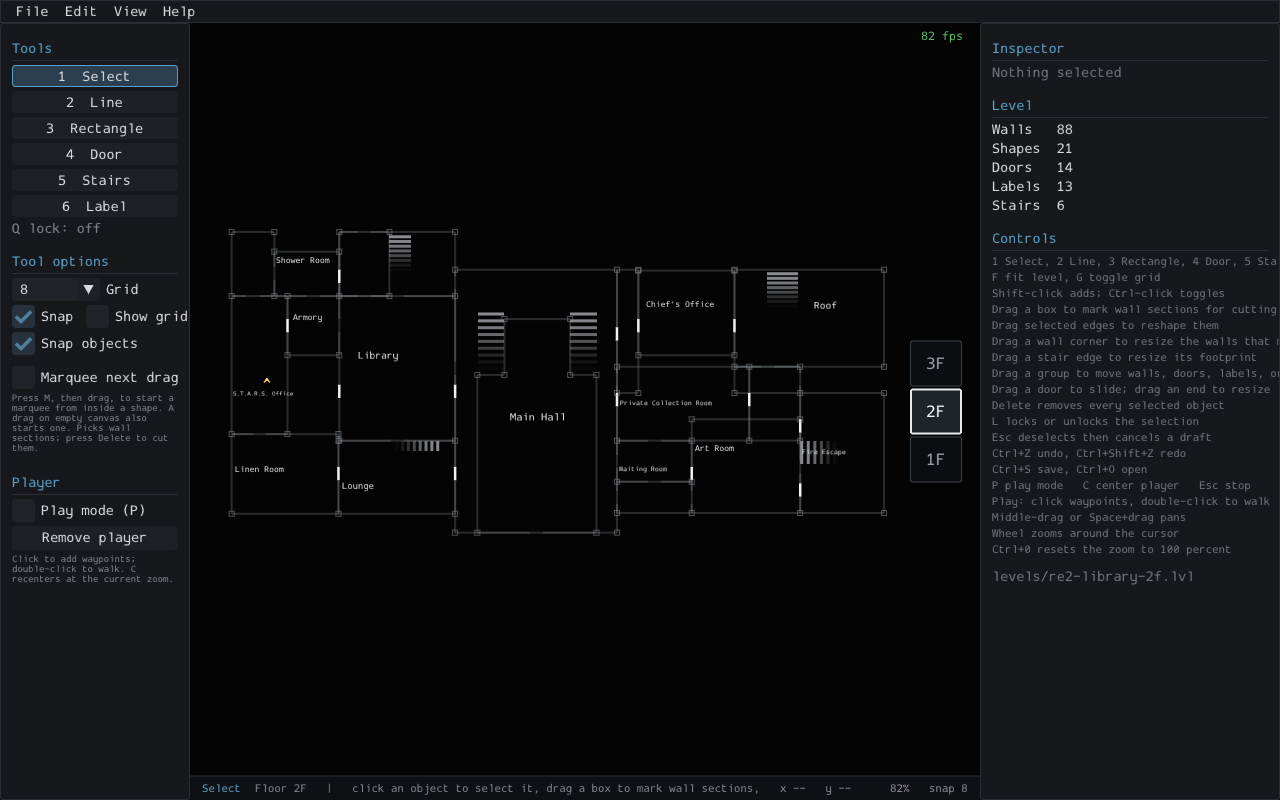 File Edit View Help
Tools
1 Select
2 Line
3 Rectangle
4 Door
5 Stairs
6 Label
Q lock: off
Tool options
8 ▼ Grid
Snap Show grid
Snap objects
Marquee next drag
Press M, then drag, to start a
marquee from inside a shape. A
drag on empty canvas also
starts one. Picks wall
sections; press Delete to cut
them.
Player
Play mode (P)
Remove player
Click to add waypoints;
double-click to walk. C
recenters at the current zoom.
82 fps
Shower Room
Armory
Library
S.T.A.R.S. Office
Linen Room
Lounge
Main Hall
Chief's Office
Roof
Private Collection Room
Art Room
Waiting Room
Fire Escape
3F
2F
1F
Inspector
Nothing selected
Level
Walls 88
Shapes 21
Doors 14
Labels 13
Stairs 6
Controls
1 Select, 2 Line, 3 Rectangle, 4 Door, 5 Sta
F fit level, G toggle grid
Shift-click adds; Ctrl-click toggles
Drag a box to mark wall sections for cutting
Drag selected edges to reshape them
Drag a wall corner to resize the walls that
Drag a stair edge to resize its footprint
Drag a group to move walls, doors, labels, o
Drag a door to slide; drag an end to resize
Delete removes every selected object
L locks or unlocks the selection
Esc deselects then cancels a draft
Ctrl+Z undo, Ctrl+Shift+Z redo
Ctrl+S save, Ctrl+O open
P play mode C center player Esc stop
Play: click waypoints, double-click to walk
Middle-drag or Space+drag pans
Wheel zooms around the cursor
Ctrl+0 resets the zoom to 100 percent
levels/re2-library-2f.lvl
Select Floor 2F | click an object to select it, drag a box to mark wall sections, x -- y -- 82% snap 8